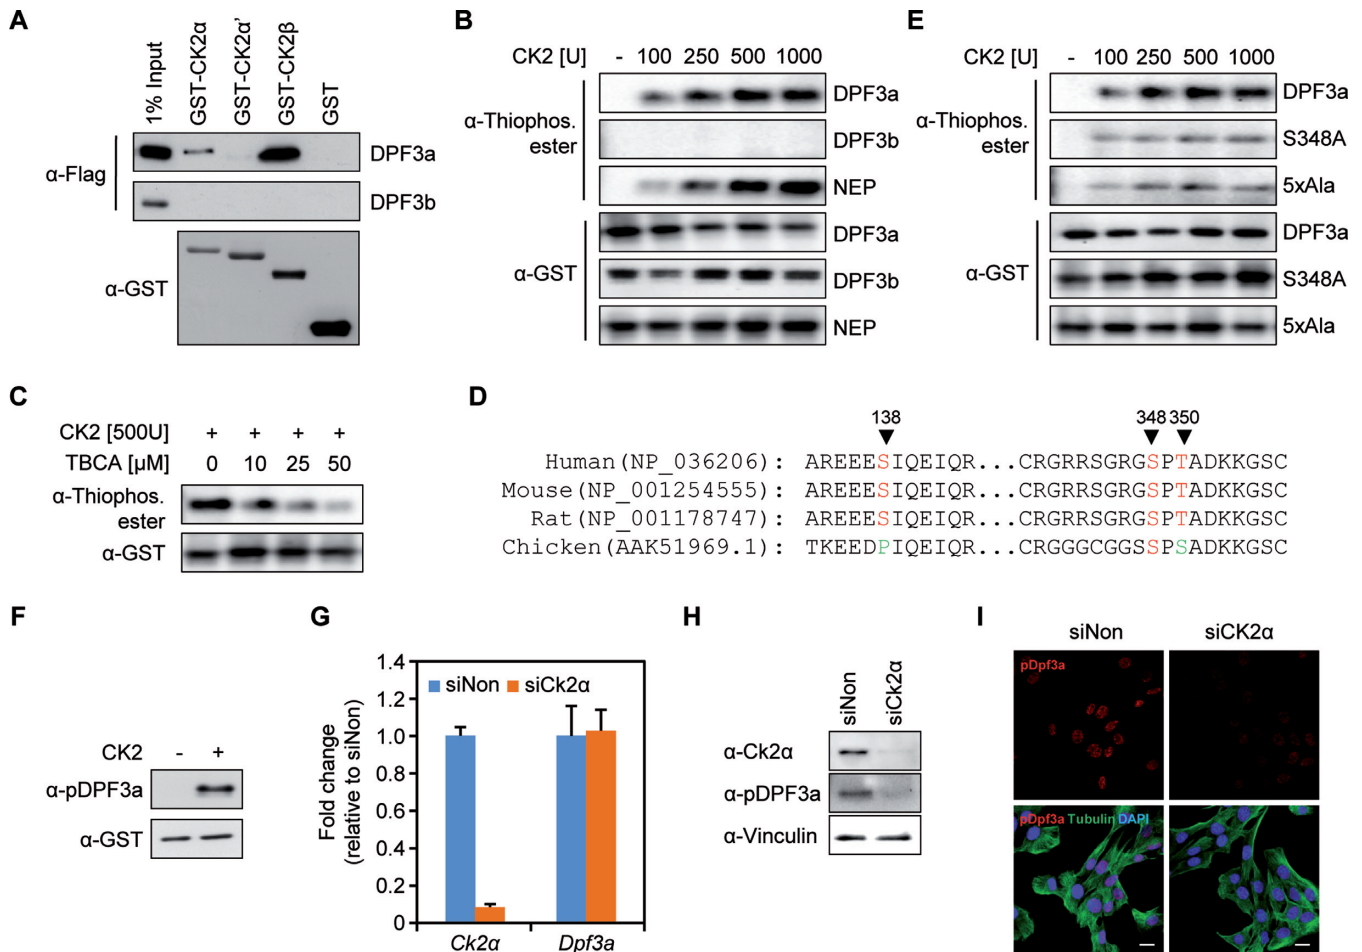 A
1% Input
GST-CK2α
GST-CK2α'
GST-CK2β
GST
α-Flag
DPF3a
DPF3b
α-GST
B
CK2 [U] - 100 250 500 1000
α-Thiophos.
ester
DPF3a
DPF3b
NEP
α-GST
DPF3a
DPF3b
NEP
E
CK2 [U] - 100 250 500 1000
α-Thiophos.
ester
DPF3a
S348A
5xAla
α-GST
DPF3a
S348A
5xAla
C
CK2 [500U] + + + +
TBCA [µM] 0 10 25 50
α-Thiophos.
ester
α-GST
D
138 348 350
Human(NP_036206): AREEESIQEIQR...CRGRRSGRGSPTADKKGSC
Mouse(NP_001254555): AREEESIQEIQR...CRGRRSGRGSPTADKKGSC
Rat(NP_001178747): AREEESIQEIQR...CRGRRSGRGSPTADKKGSC
Chicken(AAK51969.1): TKEEDPIQEIQR...CRGGGCGGSSPSADKKGSC
F
CK2 - +
α-pDPF3a
α-GST
G
Fold change
(relative to siNon)
1.4
1.2
1.0
0.8
0.6
0.4
0.2
0
siNon siCk2α
Ck2α Dpf3a
H
siNon
siCk2α
α-Ck2α
α-pDPF3a
α-Vinculin
I
siNon siCK2α
pDpf3a
pDpf3a Tubulin DAPI